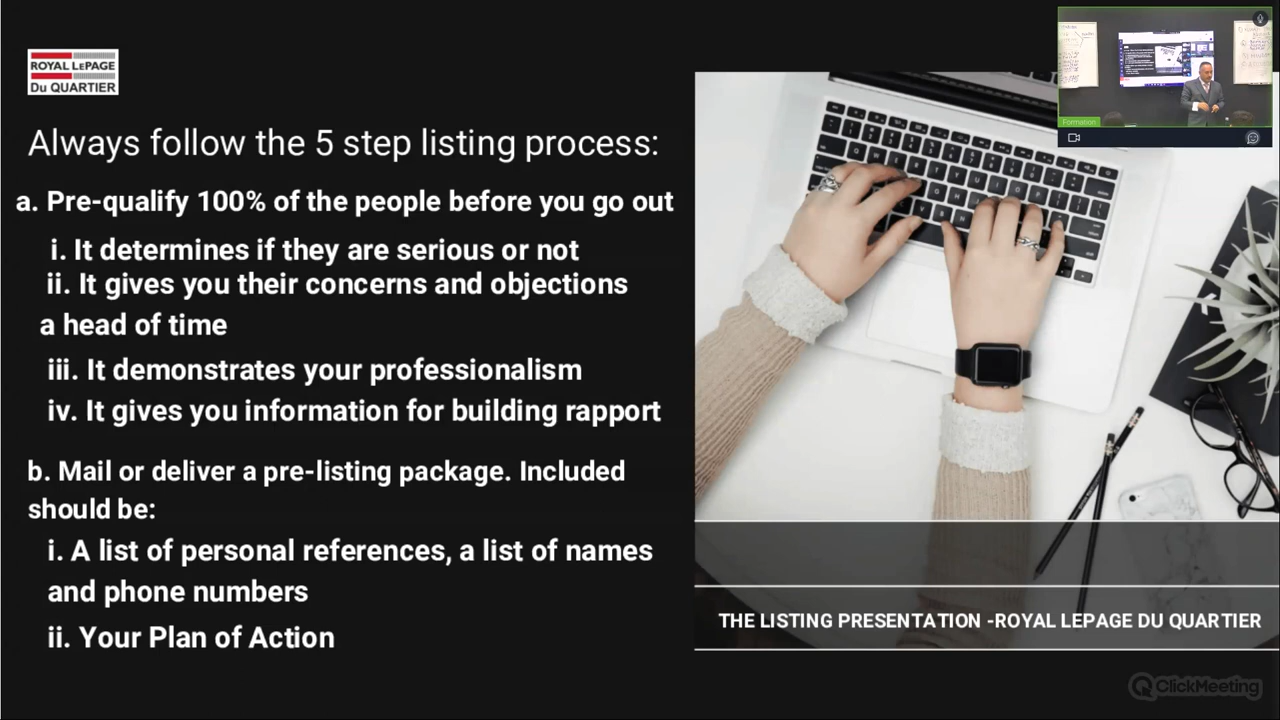 ROYAL LEPAGE
DU QUARTIER
Always follow the 5 step listing process:
a. Pre-qualify 100% of the people before you go out
i. It determines if they are serious or not
ii. It gives you their concerns and objections
a head of time
iii. It demonstrates your professionalism
iv. It gives you information for building rapport
b. Mail or deliver a pre-listing package. Included
should be:
i. A list of personal references, a list of names
and phone numbers
ii. Your Plan of Action
Formation
THE LISTING PRESENTATION -ROYAL LEPAGE DU QUARTIER
ClickMeeting